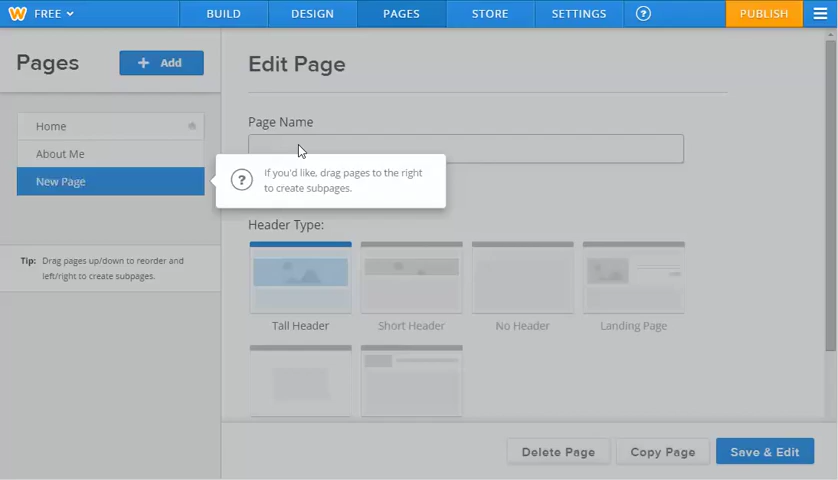 FREE BUILD DESIGN PAGES STORE SETTINGS ? PUBLISH
Pages
+ Add
Edit Page
Home
About Me
New Page
Page Name
?
If you'd like, drag pages to the right
to create subpages.
Tip: Drag pages up/down to reorder and
left/right to create subpages.
Header Type:
Tall Header Short Header No Header Landing Page
Delete Page Copy Page Save & Edit